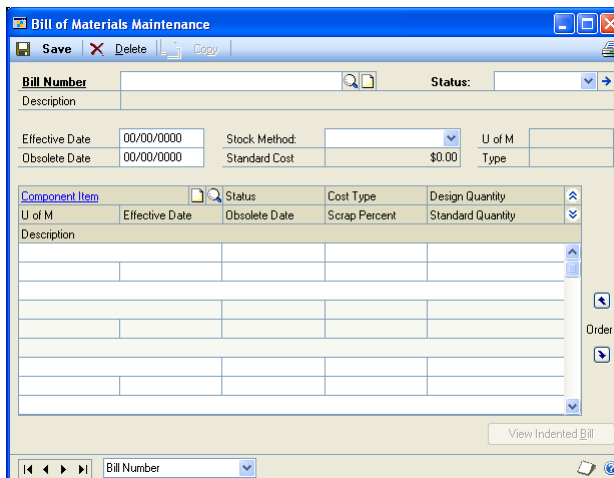 Bill of Materials Maintenance
Save Delete Copy
Bill Number Status:
Description
Effective Date 00/00/0000 Stock Method: U of M
Obsolete Date 00/00/0000 Standard Cost $0.00 Type
Component Item Status Cost Type Design Quantity
U of M Effective Date Obsolete Date Scrap Percent Standard Quantity
Description
Order
View Indented Bill
Bill Number